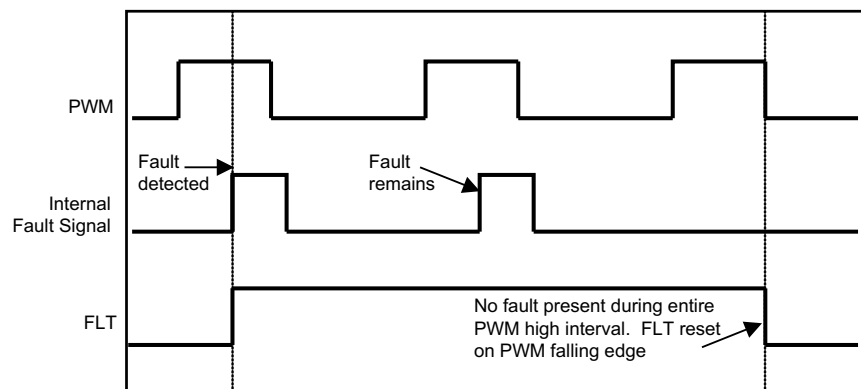 PWM
Fault
detected
Fault
remains
Internal
Fault Signal
No fault present during entire
PWM high interval. FLT reset
on PWM falling edge
FLT